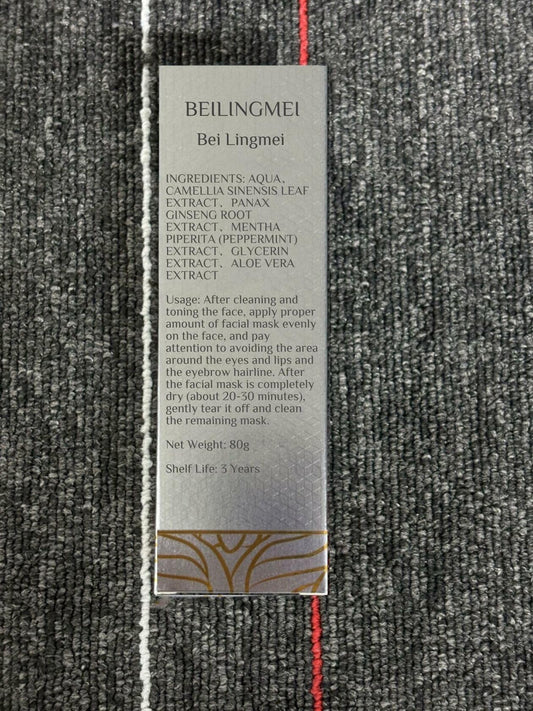 BEILINGMEI
Bei Lingmei
INGREDIENTS: AQUA、
CAMELLIA SINENSIS LEAF
EXTRACT、 PANAX
GINSENG ROOT
EXTRACT、 MENTHA
PIPERITA (PEPPERMINT)
EXTRACT、 GLYCERIN
EXTRACT、 ALOE VERA
EXTRACT
Usage: After cleaning and
toning the face, apply proper
amount of facial mask evenly
on the face, and pay
attention to avoiding the area
around the eyes and lips and
the eyebrow hairline. After
the facial mask is completely
dry (about 20-30 minutes),
gently tear it off and clean
the remaining mask.
Net Weight: 80g
Shelf Life: 3 Years